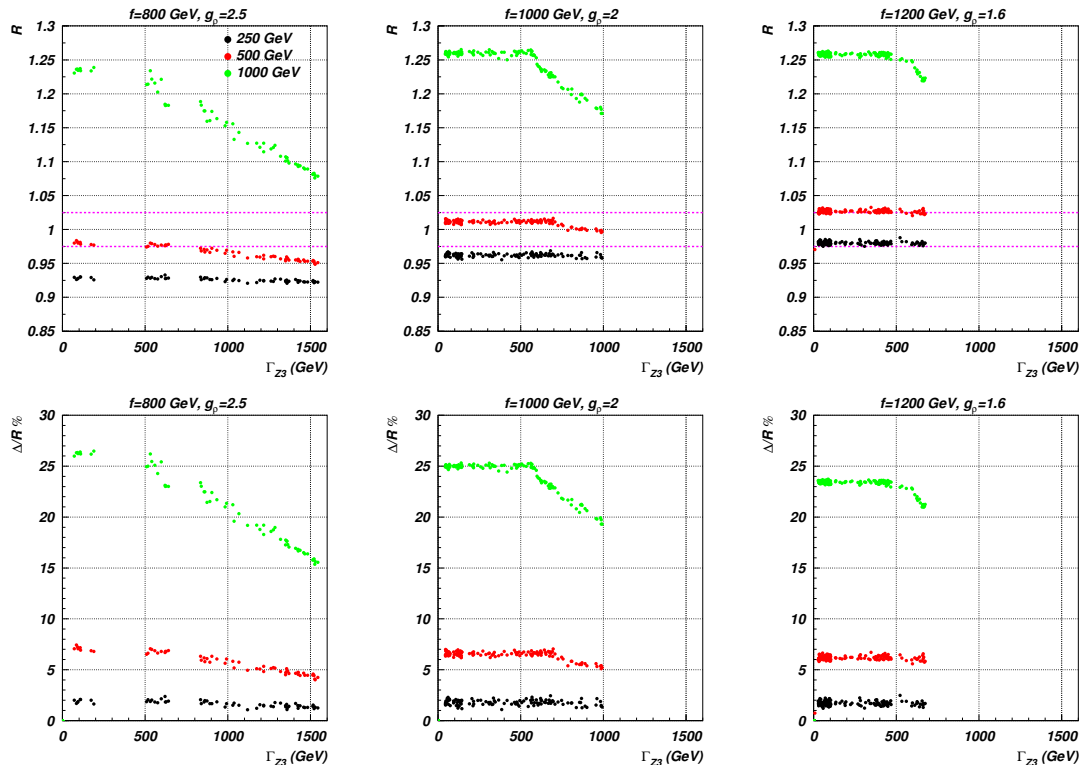 f=800 GeV, gρ=2.5
R
1.3
1.25
1.2
1.15
1.1
1.05
1
0.95
0.9
0.85
250 GeV
500 GeV
1000 GeV
0 500 1000 1500
ΓZ3 (GeV)
f=1000 GeV, gρ=2
R
1.3
1.25
1.2
1.15
1.1
1.05
1
0.95
0.9
0.85
0 500 1000 1500
ΓZ3 (GeV)
f=1200 GeV, gρ=1.6
R
1.3
1.25
1.2
1.15
1.1
1.05
1
0.95
0.9
0.85
0 500 1000 1500
ΓZ3 (GeV)
f=800 GeV, gρ=2.5
Δ/R %
30
25
20
15
10
5
0
0 500 1000 1500
ΓZ3 (GeV)
f=1000 GeV, gρ=2
Δ/R %
30
25
20
15
10
5
0
0 500 1000 1500
ΓZ3 (GeV)
f=1200 GeV, gρ=1.6
Δ/R %
30
25
20
15
10
5
0
0 500 1000 1500
ΓZ3 (GeV)